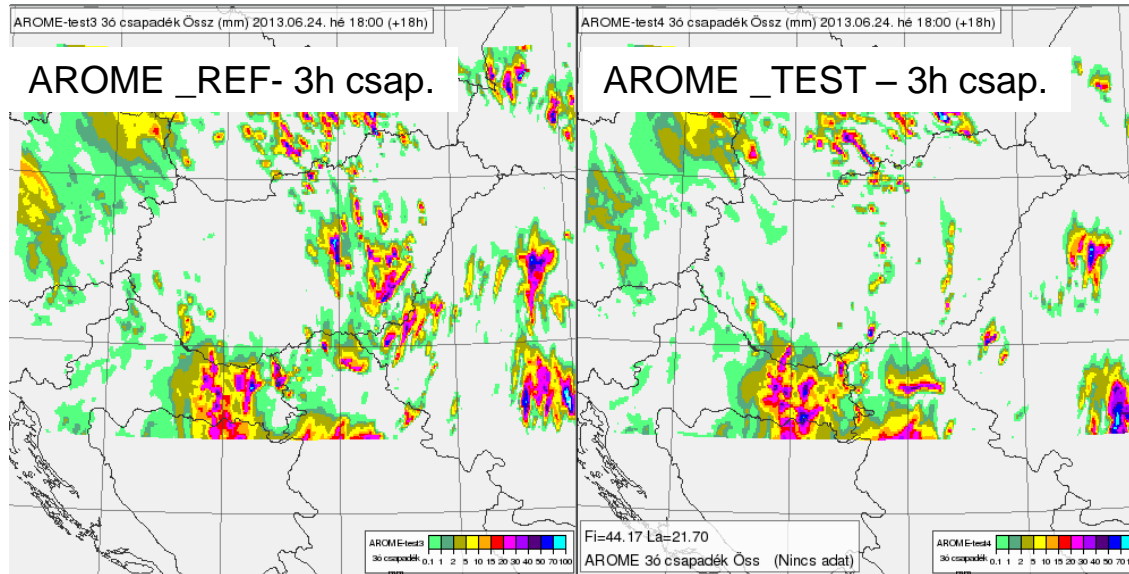 AROME-test3 3ó csapadék Össz (mm) 2013.06.24. hé 18:00 (+18h)
AROME _REF- 3h csap.
AROME-test3
3ó csapadék
mm
0.1 1 2 5 10 15 20 30 40 50 70 100
AROME-test4 3ó csapadék Össz (mm) 2013.06.24. hé 18:00 (+18h)
AROME _TEST – 3h csap.
Fi=44.17 La=21.70
AROME 3ó csapadék Öss (Nincs adat)
AROME-test4
3ó csapadék
mm
0.1 1 2 5 10 15 20 30 40 50 70 1